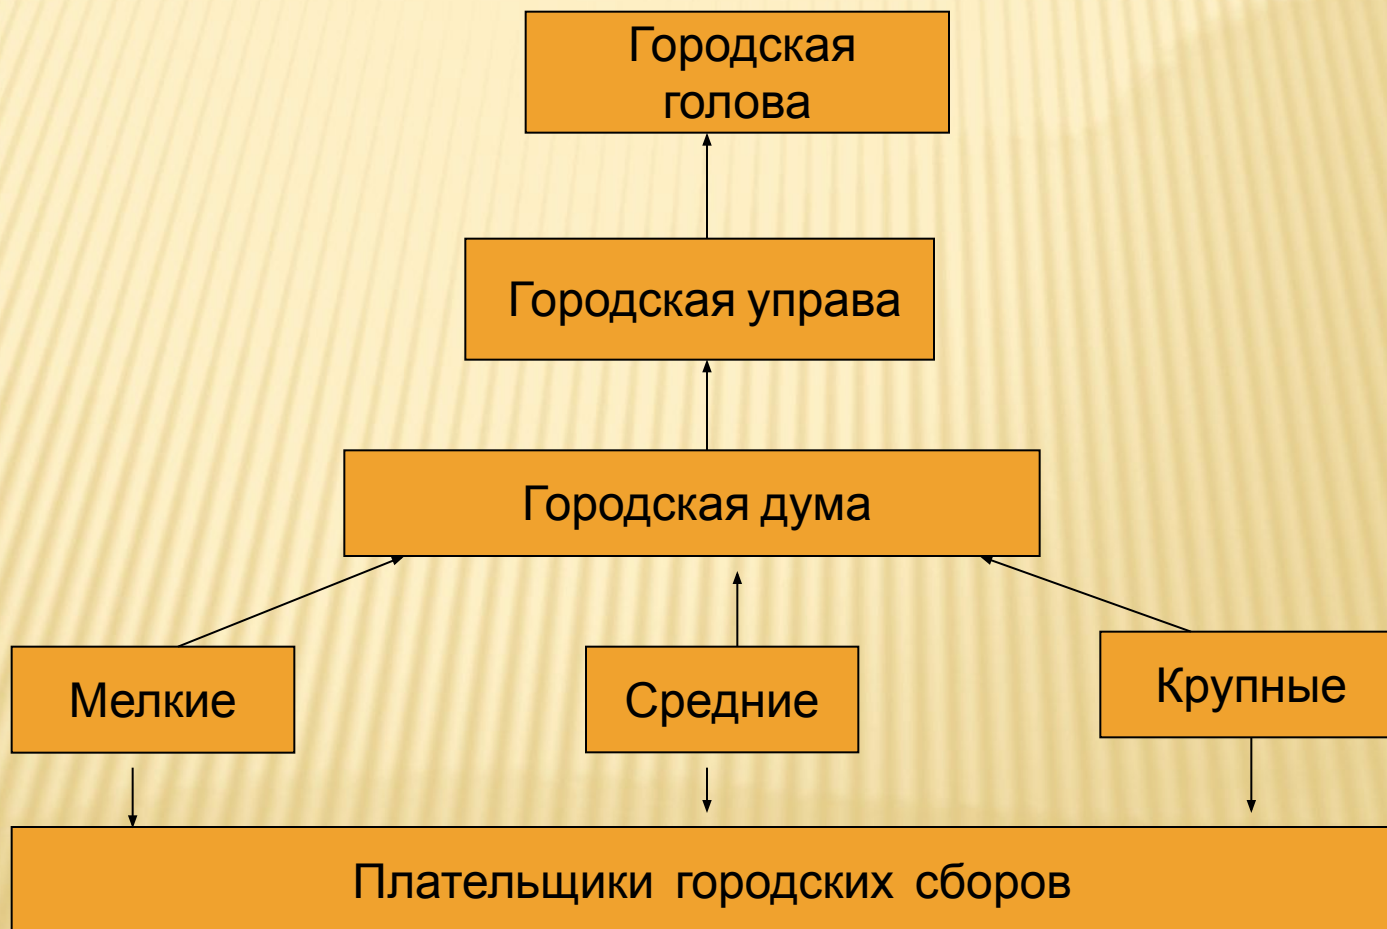 Городская
голова
Городская управа
Городская дума
Мелкие
Средние
Крупные
Плательщики городских сборов